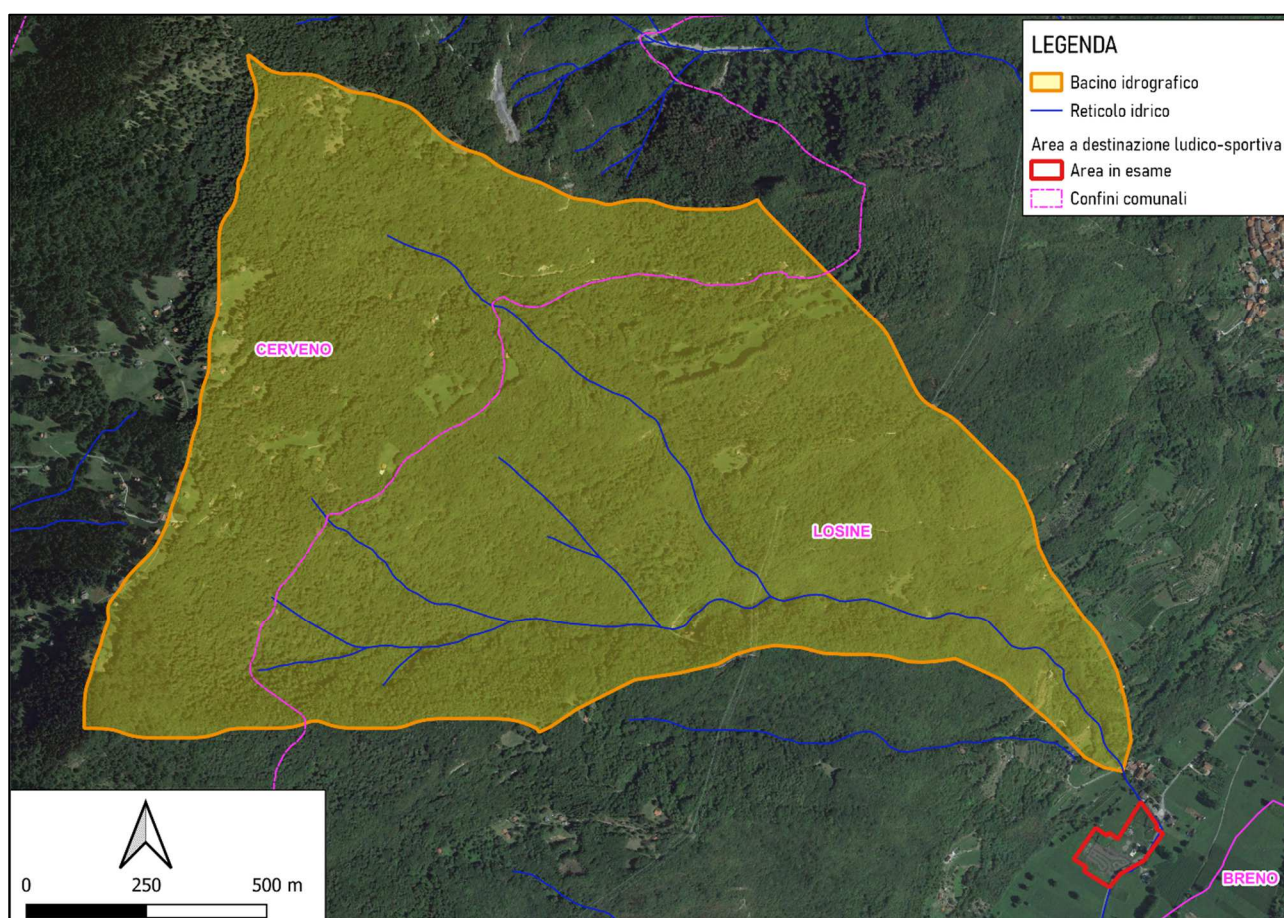 LEGENDA
Bacino idrografico
Reticolo idrico
Area a destinazione ludico-sportiva
Area in esame
Confini comunali
CERVENO
LOSINE
BRENO
0 250 500 m